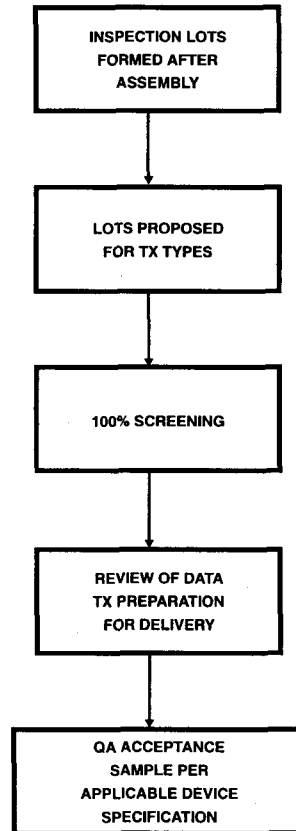 INSPECTION LOTS
FORMED AFTER
ASSEMBLY
LOTS PROPOSED
FOR TX TYPES
100% SCREENING
REVIEW OF DATA
TX PREPARATION
FOR DELIVERY
QA ACCEPTANCE
SAMPLE PER
APPLICABLE DEVICE
SPECIFICATION